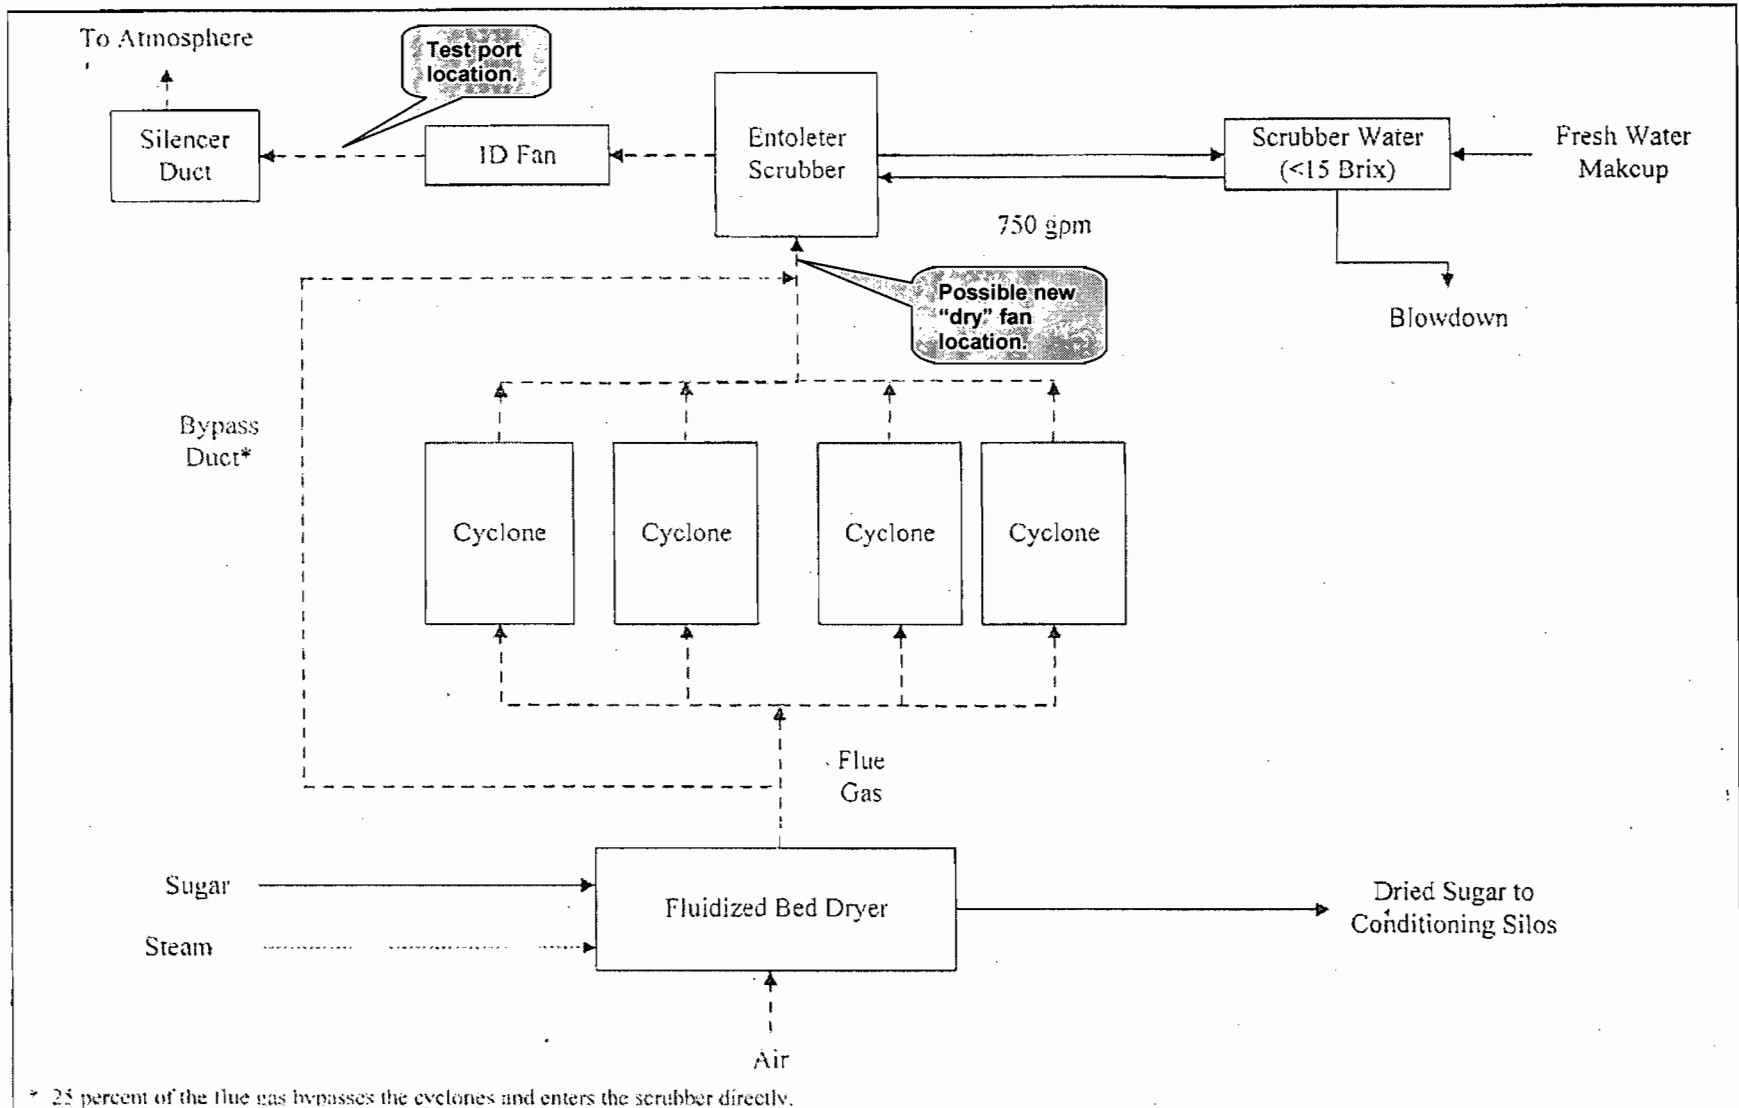 To Atmosphere
Test port
location.
Silencer
Duct
ID Fan
Entoleter
Scrubber
Scrubber Water
(<15 Brix)
Fresh Water
Makeup
750 gpm
Possible new
“dry” fan
location.
Blowdown
Bypass
Duct*
Cyclone
Cyclone
Cyclone
Cyclone
Flue
Gas
Sugar
Steam
Fluidized Bed Dryer
Dried Sugar to
Conditioning Silos
Air
* 25 percent of the flue gas bypasses the cyclones and enters the scrubber directly.